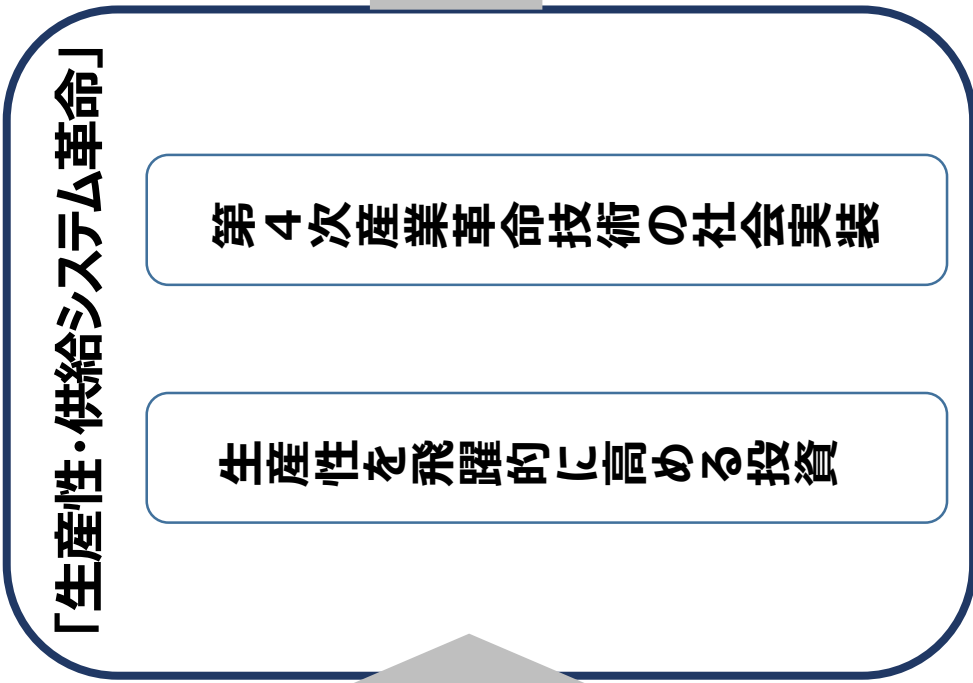 「生産性・供給システム革命」
第４次産業革命技術の社会実装
生産性を飛躍的に高める投資